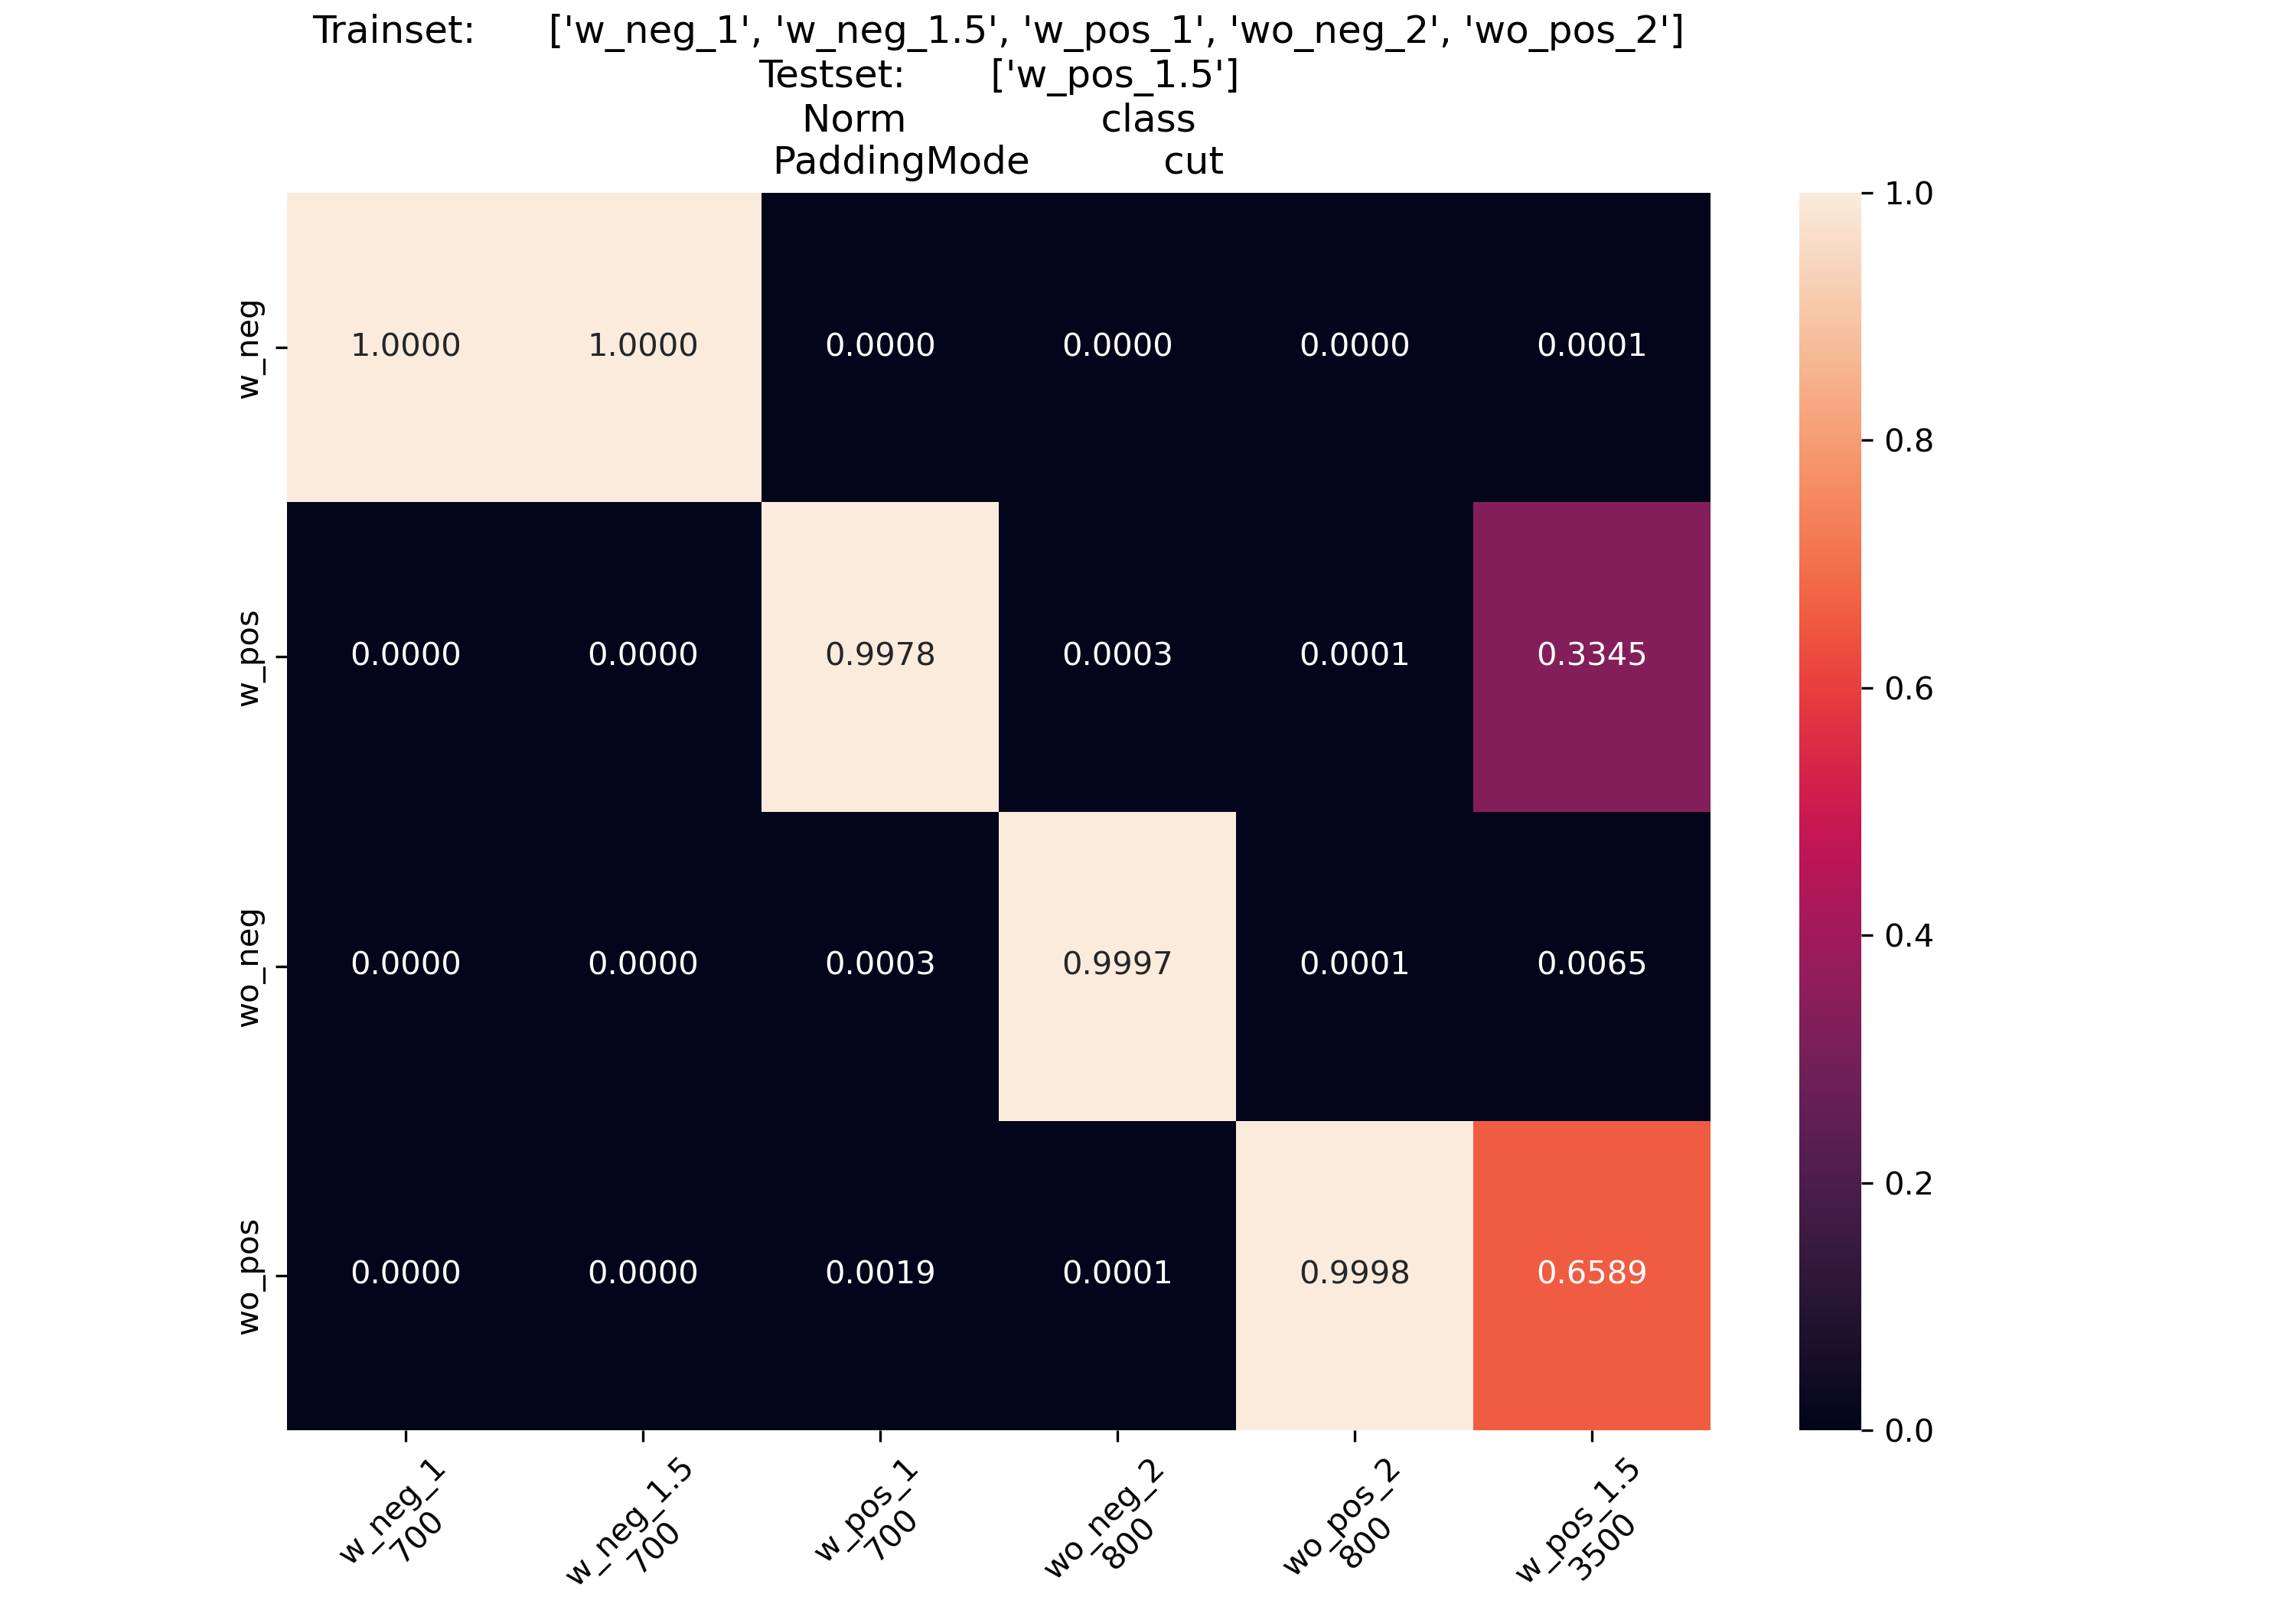 Trainset: ['w_neg_1', 'w_neg_1.5', 'w_pos_1', 'wo_neg_2', 'wo_pos_2']
Testset: ['w_pos_1.5']
Norm class
PaddingMode cut
w_neg
1.0000 1.0000 0.0000 0.0000 0.0000 0.0001
w_pos
0.0000 0.0000 0.9978 0.0003 0.0001 0.3345
wo_neg
0.0000 0.0000 0.0003 0.9997 0.0001 0.0065
wo_pos
0.0000 0.0000 0.0019 0.0001 0.9998 0.6589
w_neg_1
700
w_neg_1.5
700
w_pos_1
700
wo_neg_2
800
wo_pos_2
800
w_pos_1.5
3500
1.0
0.8
0.6
0.4
0.2
0.0